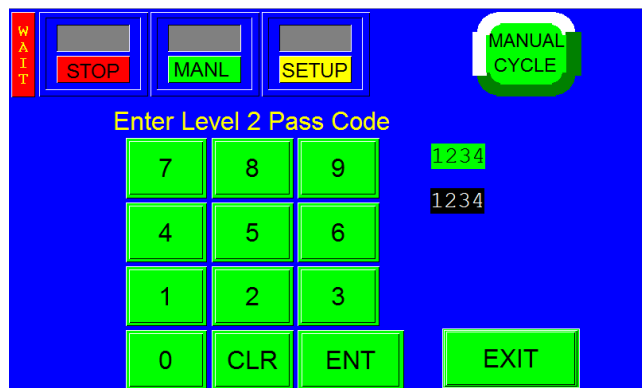 WAIT
STOP
MANL
SETUP
MANUAL
CYCLE
Enter Level 2 Pass Code
7 8 9
1234
4 5 6
1234
1 2 3
0 CLR ENT
EXIT